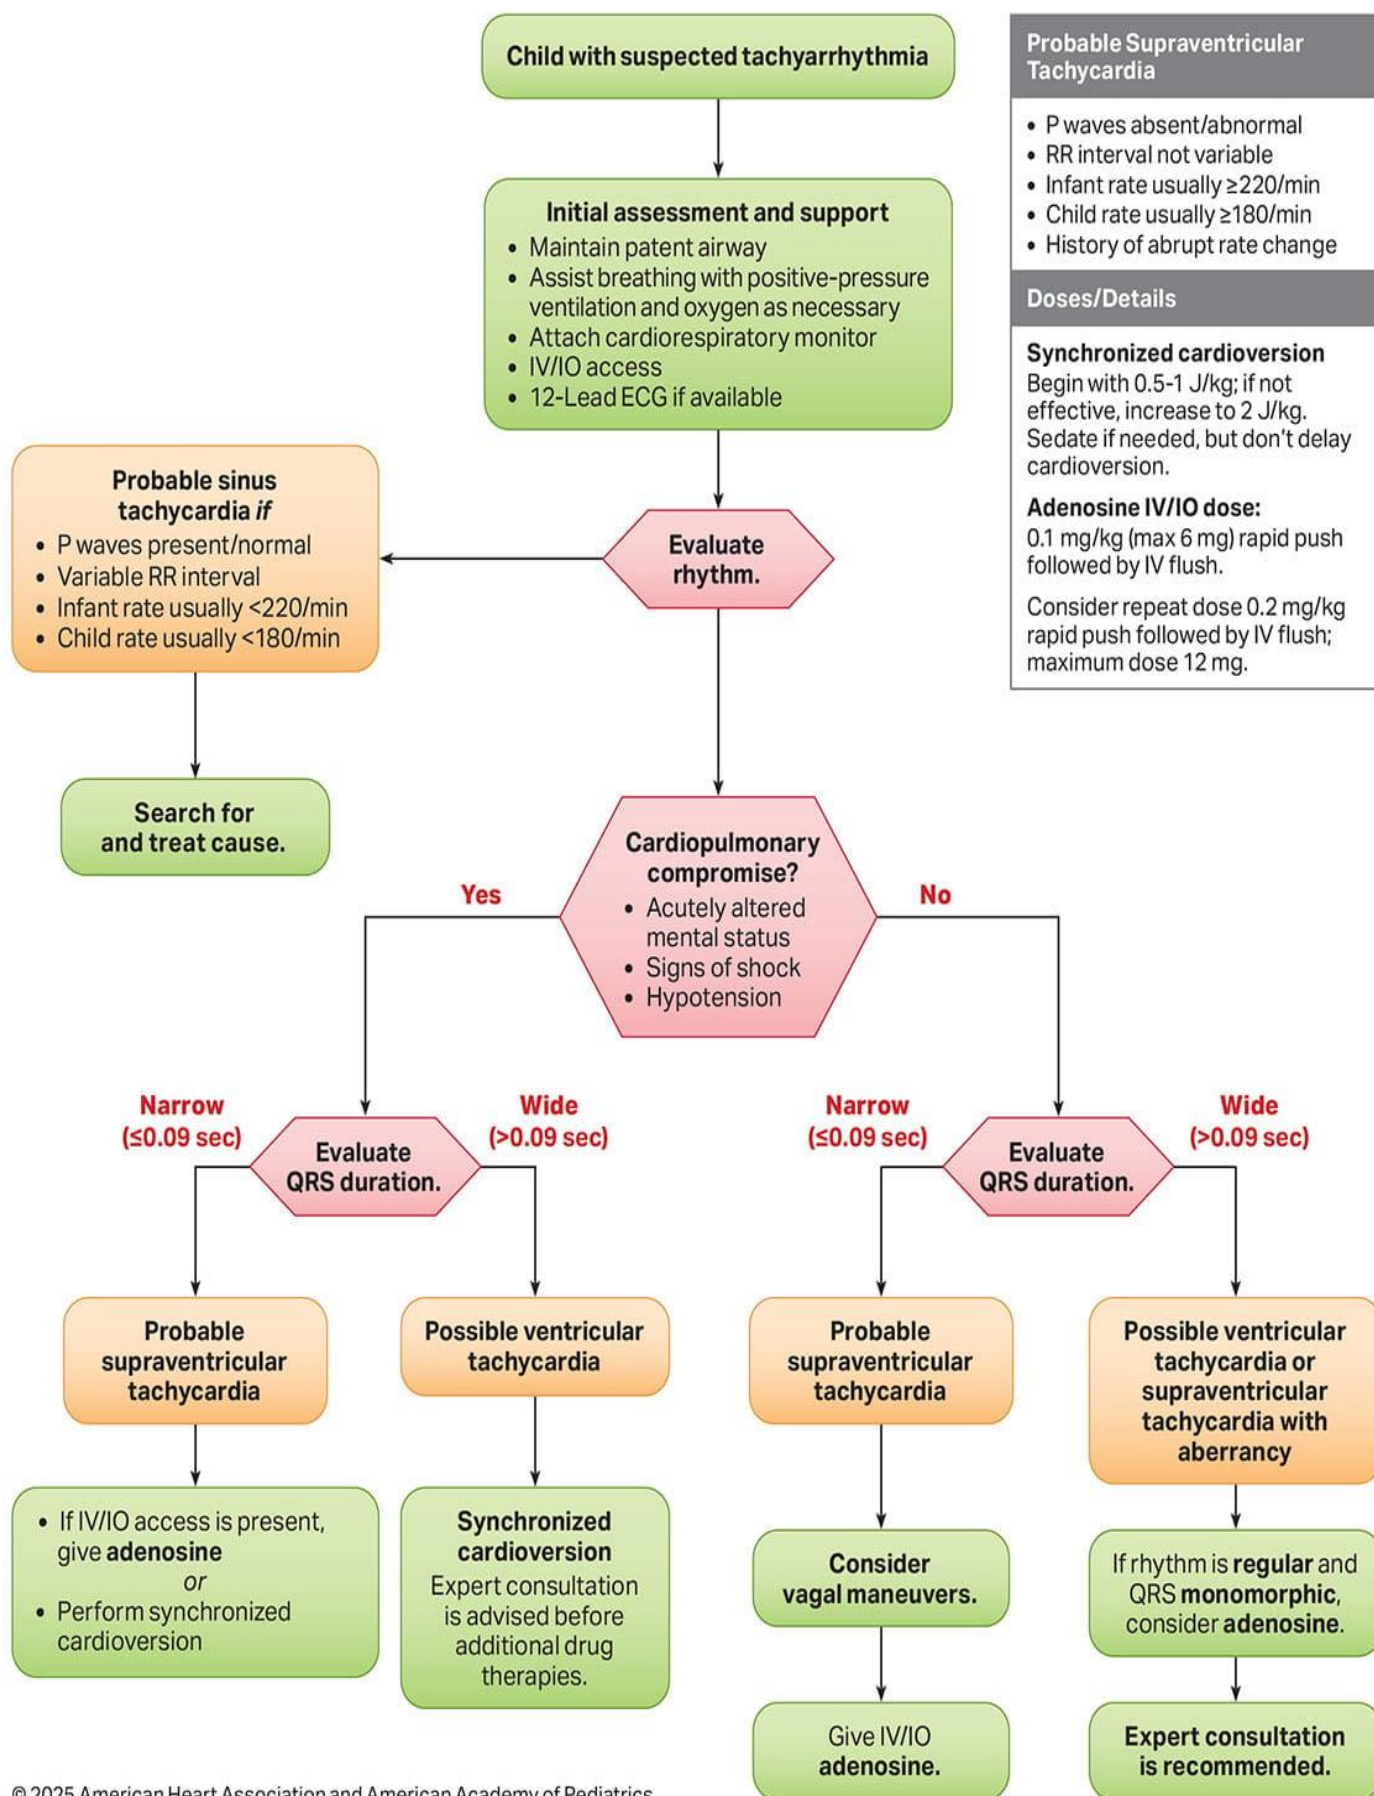 Child with suspected tachyarrhythmia
Initial assessment and support
• Maintain patent airway
• Assist breathing with positive-pressure
ventilation and oxygen as necessary
• Attach cardiorespiratory monitor
• IV/IO access
• 12-Lead ECG if available
Probable Supraventricular
Tachycardia
• P waves absent/abnormal
• RR interval not variable
• Infant rate usually ≥220/min
• Child rate usually ≥180/min
• History of abrupt rate change
Doses/Details
Synchronized cardioversion
Begin with 0.5-1 J/kg; if not
effective, increase to 2 J/kg.
Sedate if needed, but don't delay
cardioversion.
Adenosine IV/IO dose:
0.1 mg/kg (max 6 mg) rapid push
followed by IV flush.
Consider repeat dose 0.2 mg/kg
rapid push followed by IV flush;
maximum dose 12 mg.
Evaluate
rhythm.
Probable sinus
tachycardia if
• P waves present/normal
• Variable RR interval
• Infant rate usually <220/min
• Child rate usually <180/min
Search for
and treat cause.
Cardiopulmonary
compromise?
• Acutely altered
mental status
• Signs of shock
• Hypotension
Yes
No
Narrow
(≤0.09 sec)
Evaluate
QRS duration.
Wide
(>0.09 sec)
Narrow
(≤0.09 sec)
Evaluate
QRS duration.
Wide
(>0.09 sec)
Probable
supraventricular
tachycardia
• If IV/IO access is present,
give adenosine
or
• Perform synchronized
cardioversion
Possible ventricular
tachycardia
Synchronized
cardioversion
Expert consultation
is advised before
additional drug
therapies.
Probable
supraventricular
tachycardia
Consider
vagal maneuvers.
Give IV/IO
adenosine.
Possible ventricular
tachycardia or
supraventricular
tachycardia with
aberrancy
If rhythm is regular and
QRS monomorphic,
consider adenosine.
Expert consultation
is recommended.
© 2025 American Heart Association and American Academy of Pediatrics